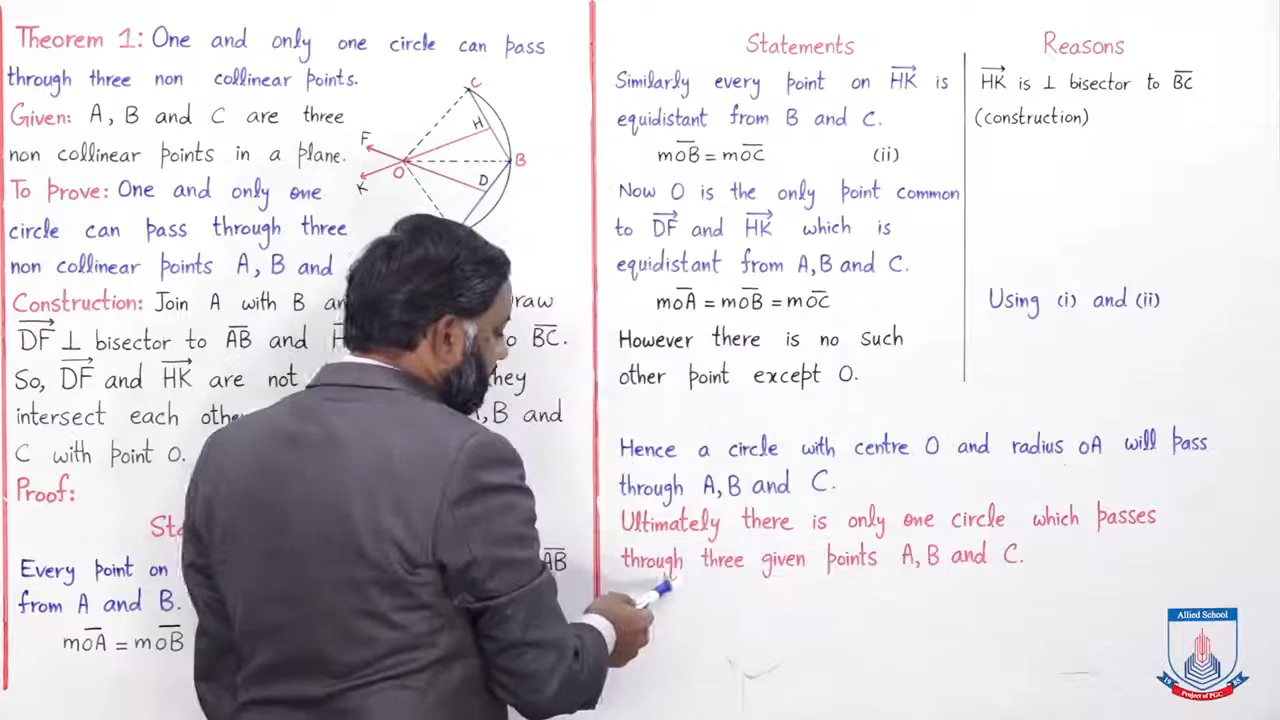 Theorem 1: One and only one circle can pass
through three non collinear points.
Given: A, B and C are three
non collinear points in a plane.
To Prove: One and only one
circle can pass through three
non collinear points A, B and
Construction: Join A with B
DF ⊥ bisector to AB and BC.
So, DF and HK are not
intersect each B and
C with point O.
Proof:
Every point on AB
from A and B.
mOA = mOB
C
H
F
B
O
D
K
Statements
Reasons
Similarly every point on HK is
equidistant from B and C.
mOB = mOC (ii)
Now O is the only point common
to DF and HK which is
equidistant from A, B and C.
mOA = mOB = mOC
However there is no such
other point except O.
HK is ⊥ bisector to BC
(construction)
Using (i) and (ii)
Hence a circle with centre O and radius OA will pass
through A, B and C.
Ultimately there is only one circle which passes
through three given points A, B and C.
Allied School
19 85
Project of PGC